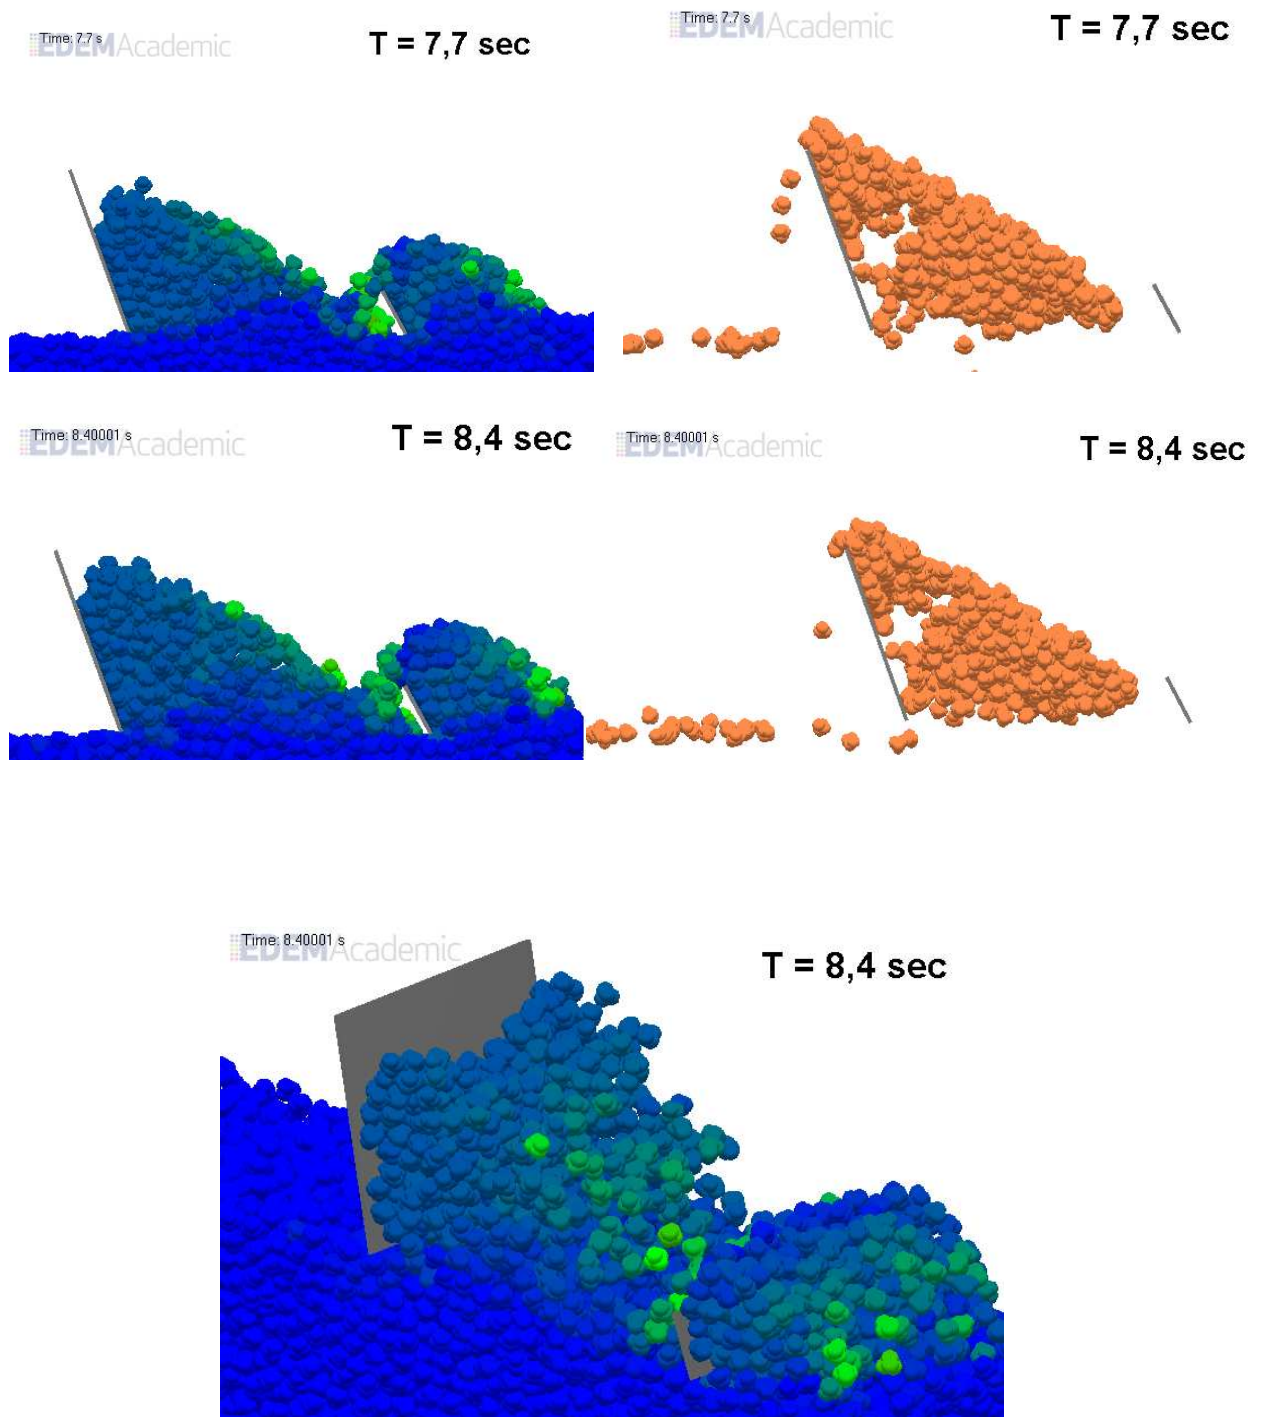 Time: 7.7 s
EDEMAcademic
T = 7,7 sec
Time: 7.7 s
EDEMAcademic
T = 7,7 sec
Time: 8.40001 s
EDEMAcademic
T = 8,4 sec
Time: 8.40001 s
EDEMAcademic
T = 8,4 sec
Time: 8.40001 s
EDEMAcademic
T = 8,4 sec